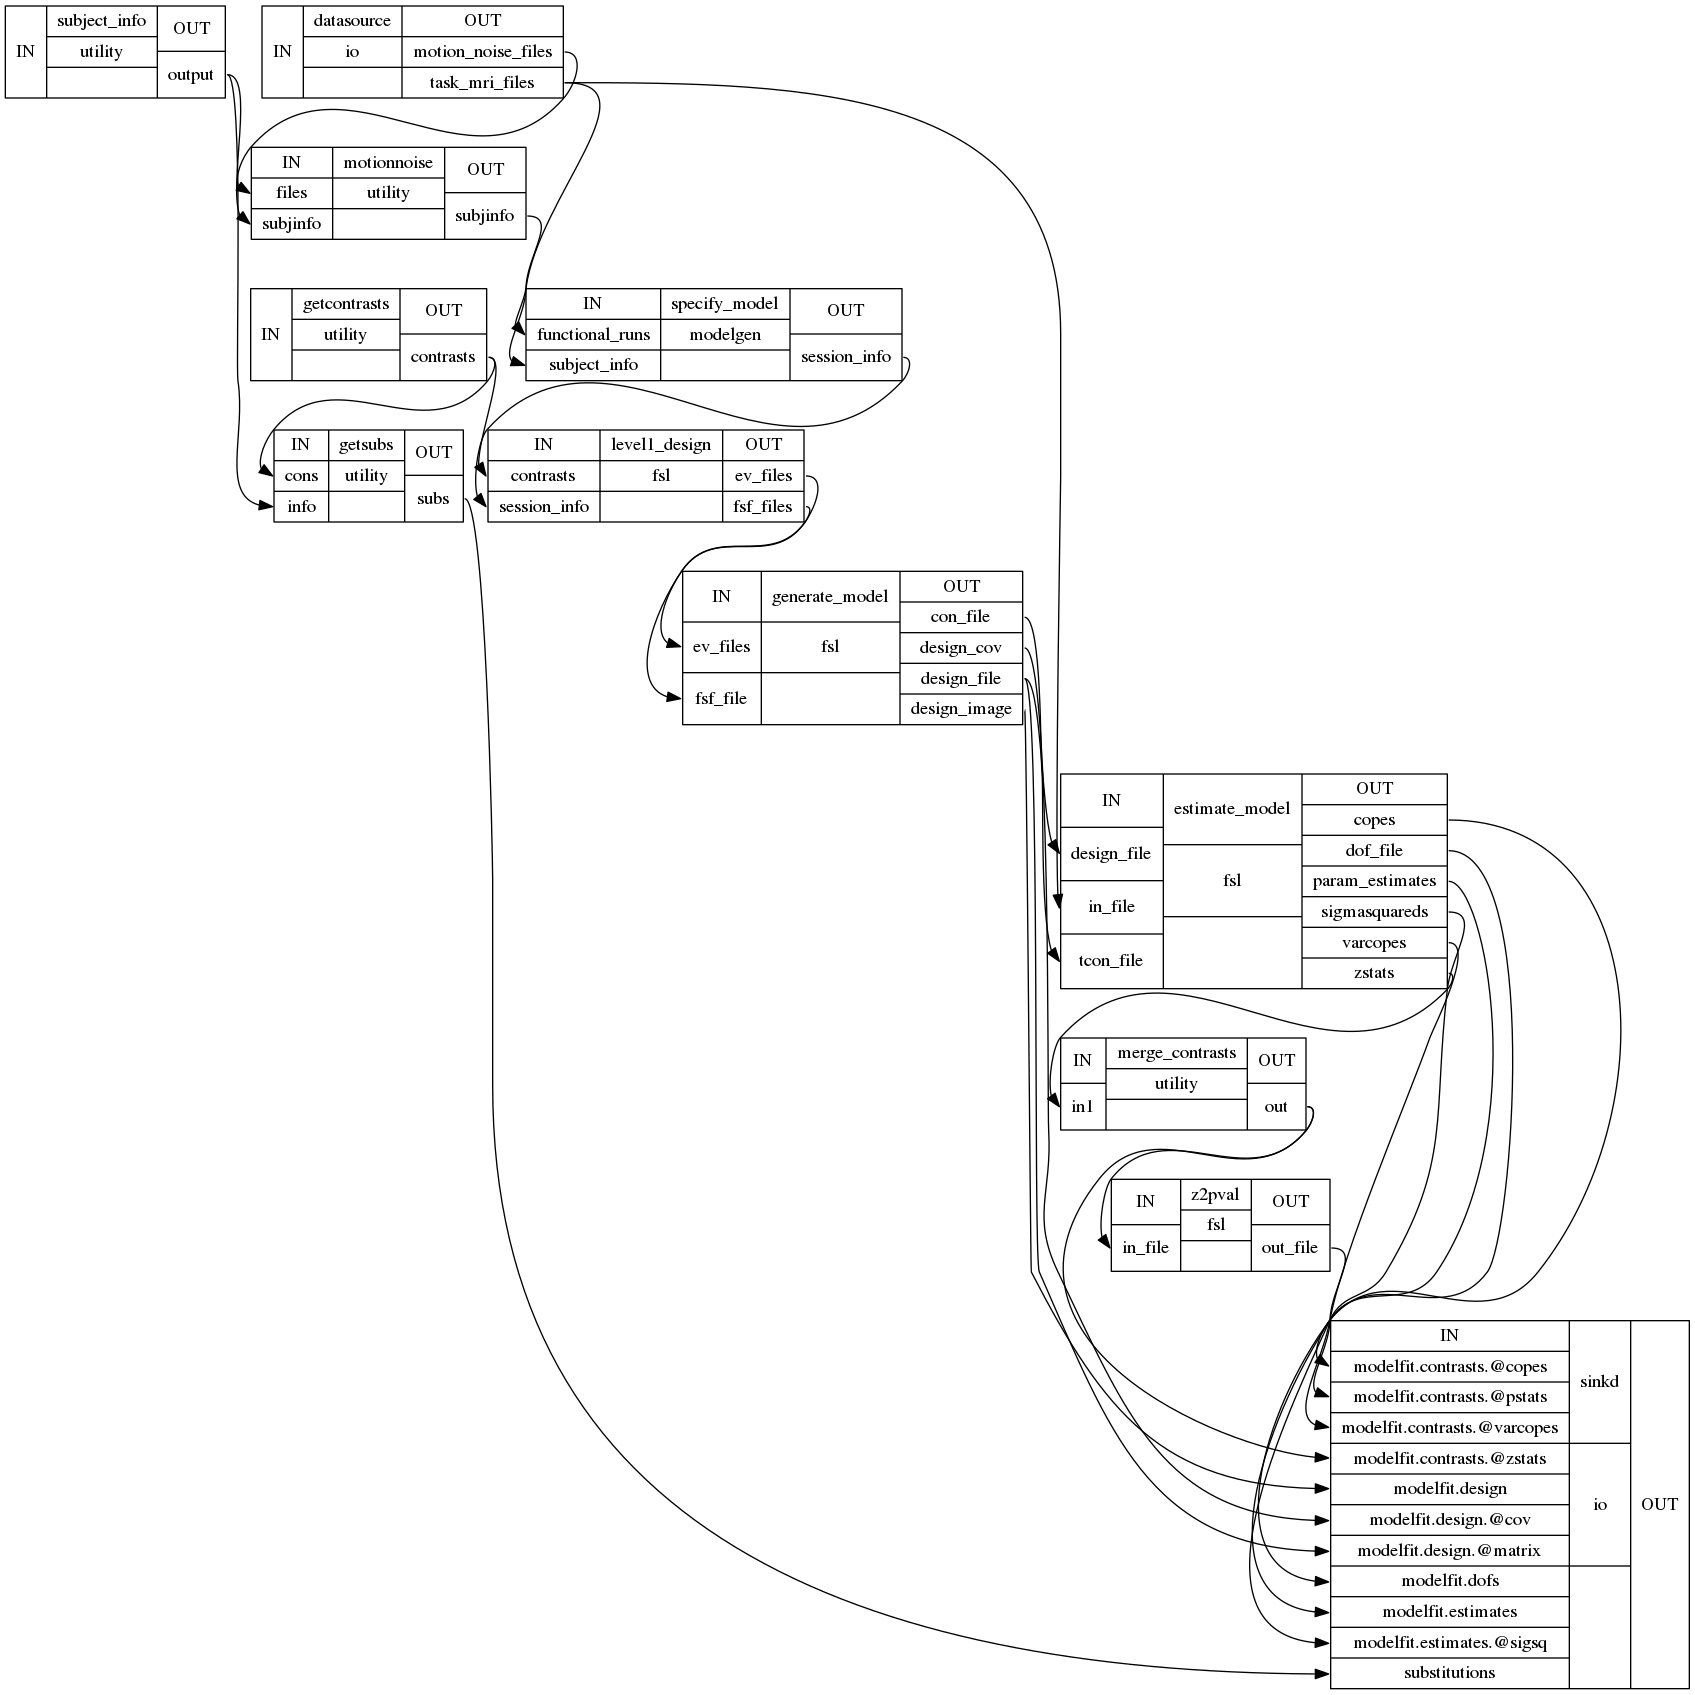 IN
subject_info
utility
OUT
output
IN
datasource
io
OUT
motion_noise_files
task_mri_files
IN
files
subjinfo
motionnoise
utility
OUT
subjinfo
IN
getcontrasts
utility
OUT
contrasts
IN
functional_runs
subject_info
specify_model
modelgen
OUT
session_info
IN
cons
info
getsubs
utility
OUT
subs
IN
contrasts
session_info
level1_design
fsl
OUT
ev_files
fsf_files
IN
ev_files
fsf_file
generate_model
fsl
OUT
con_file
design_cov
design_file
design_image
IN
design_file
in_file
tcon_file
estimate_model
fsl
OUT
copes
dof_file
param_estimates
sigmasquareds
varcopes
zstats
IN
in1
merge_contrasts
utility
OUT
out
IN
in_file
z2pval
fsl
OUT
out_file
IN
modelfit.contrasts.@copes
modelfit.contrasts.@pstats
modelfit.contrasts.@varcopes
modelfit.contrasts.@zstats
modelfit.design
modelfit.design.@cov
modelfit.design.@matrix
modelfit.dofs
modelfit.estimates
modelfit.estimates.@sigsq
substitutions
sinkd
io
OUT